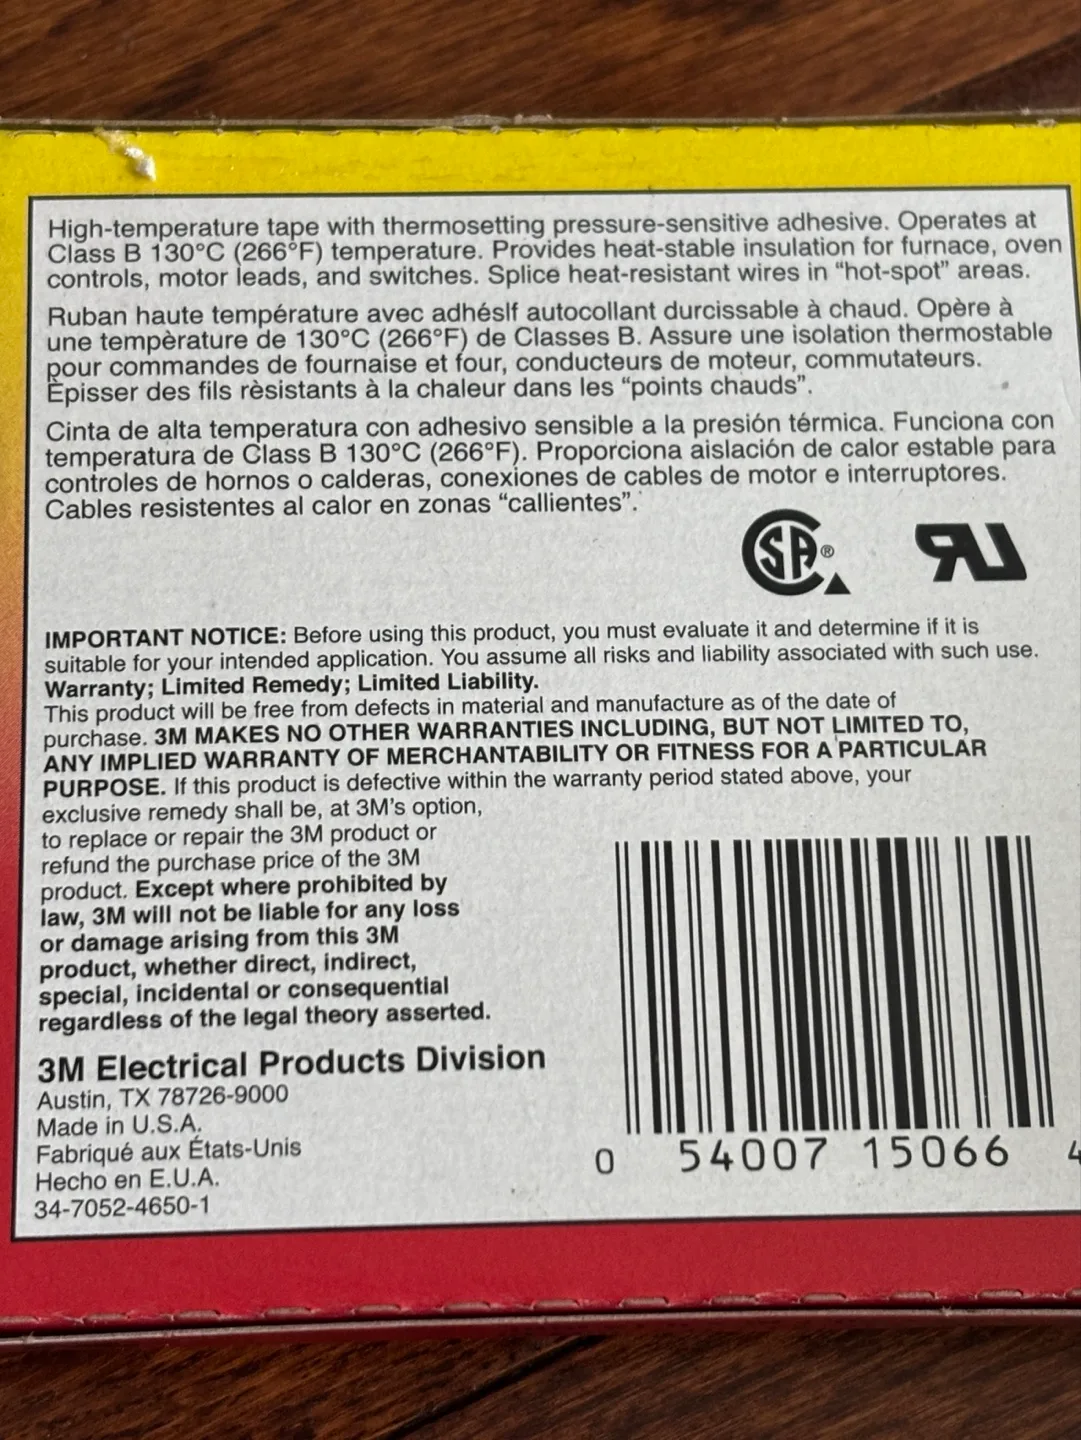 High-temperature tape with thermosetting pressure-sensitive adhesive. Operates at
Class B 130°C (266°F) temperature. Provides heat-stable insulation for furnace, oven
controls, motor leads, and switches. Splice heat-resistant wires in “hot-spot” areas.
Ruban haute température avec adhéslf autocollant durcissable à chaud. Opère à
une tempèrature de 130°C (266°F) de Classes B. Assure une isolation thermostable
pour commandes de fournaise et four, conducteurs de moteur, commutateurs.
Èpisser des fils rèsistants à la chaleur dans les “points chauds”.
Cinta de alta temperatura con adhesivo sensible a la presión térmica. Funciona con
temperatura de Class B 130°C (266°F). Proporciona aislación de calor estable para
controles de hornos o calderas, conexiones de cables de motor e interruptores.
Cables resistentes al calor en zonas “callientes”.
SA®
RU
IMPORTANT NOTICE: Before using this product, you must evaluate it and determine if it is
suitable for your intended application. You assume all risks and liability associated with such use.
Warranty; Limited Remedy; Limited Liability.
This product will be free from defects in material and manufacture as of the date of
purchase. 3M MAKES NO OTHER WARRANTIES INCLUDING, BUT NOT LIMITED TO,
ANY IMPLIED WARRANTY OF MERCHANTABILITY OR FITNESS FOR A PARTICULAR
PURPOSE. If this product is defective within the warranty period stated above, your
exclusive remedy shall be, at 3M’s option,
to replace or repair the 3M product or
refund the purchase price of the 3M
product. Except where prohibited by
law, 3M will not be liable for any loss
or damage arising from this 3M
product, whether direct, indirect,
special, incidental or consequential
regardless of the legal theory asserted.
3M Electrical Products Division
Austin, TX 78726-9000
Made in U.S.A.
Fabriqué aux États-Unis
Hecho en E.U.A.
34-7052-4650-1
0 54007 15066 4